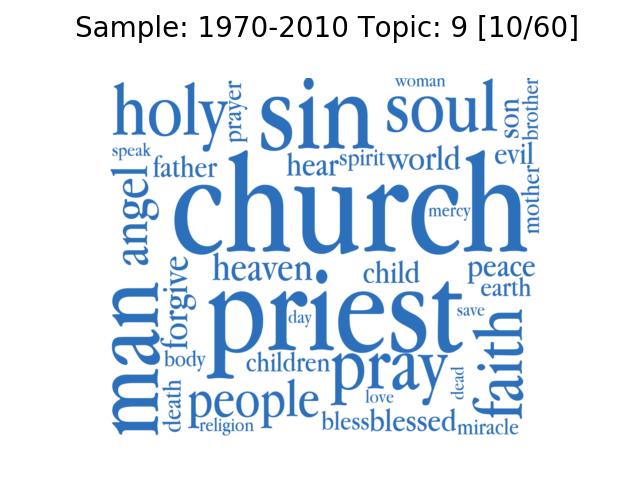 Sample: 1970-2010 Topic: 9 [10/60]
woman
holy
prayer
sin
soul
son
brother
speak
father
hear
spirit
world
evil
angel
church
mercy
mother
heaven
child
peace
earth
man
forgive
priest
day
save
faith
body
children
pray
death
people
love
dead
religion
bless
blessed
miracle